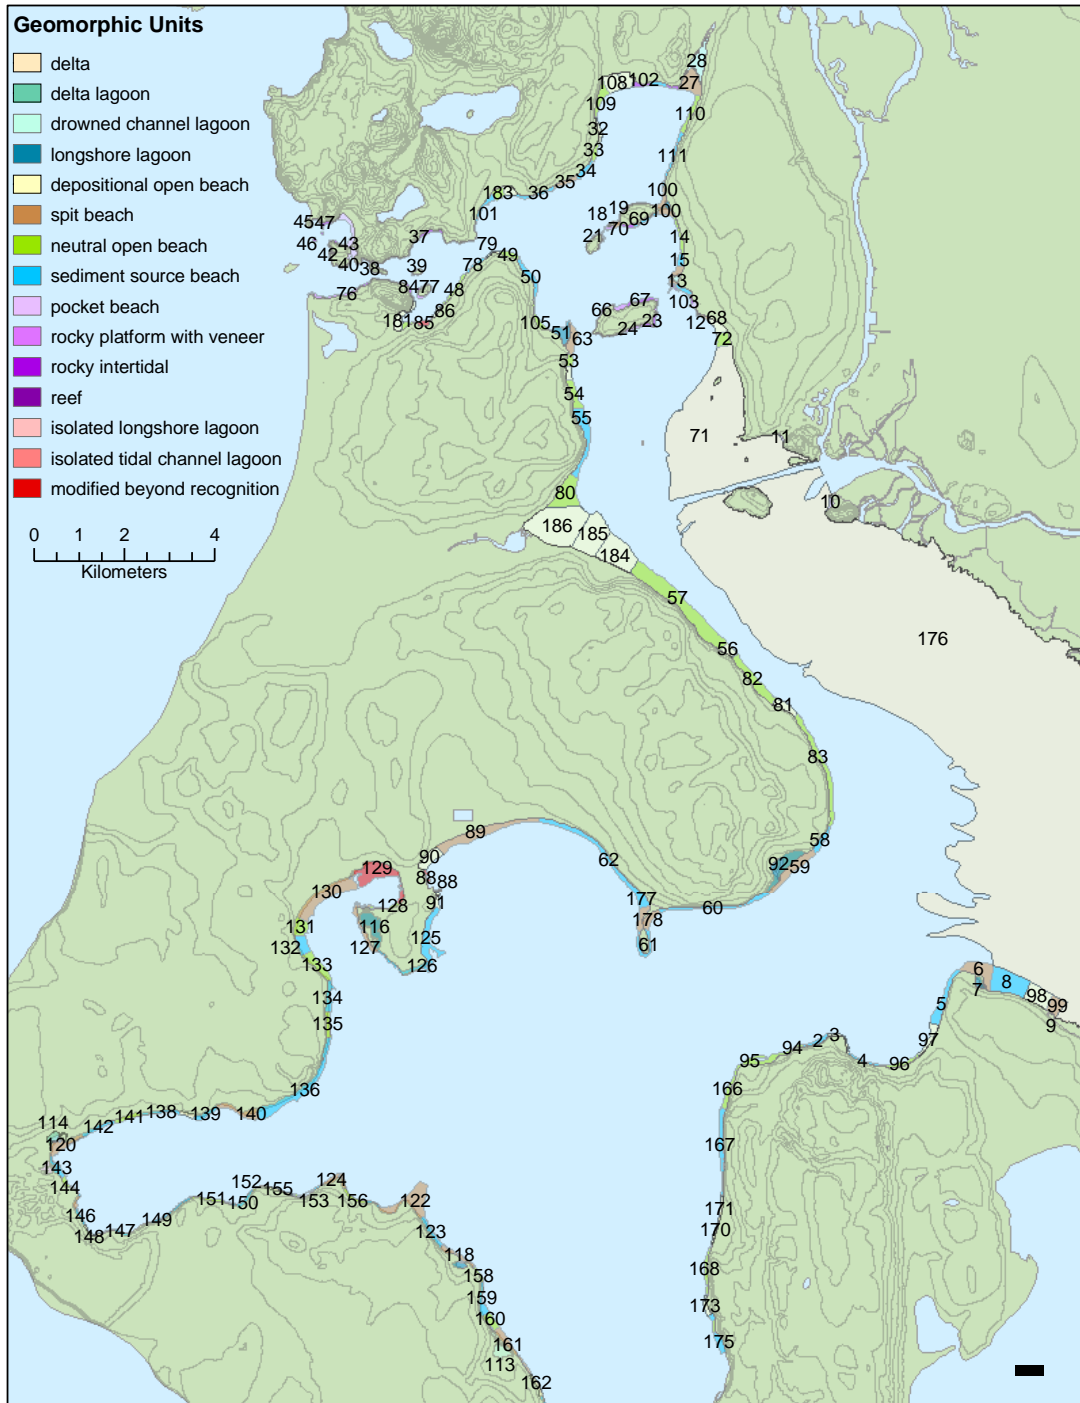 Geomorphic Units
delta
delta lagoon
drowned channel lagoon
longshore lagoon
depositional open beach
spit beach
neutral open beach
sediment source beach
pocket beach
rocky platform with veneer
rocky intertidal
reef
isolated longshore lagoon
isolated tidal channel lagoon
modified beyond recognition
0 1 2 4
Kilometers
28
108 102 27
109 110
32
33 111
34
35
183 36 100
101 18 19 100
45 47 69
46 37 70 14
43 79 21
42 49 15
40 38 39 78
50 13
84 77 48 67 103
76 66
86 68
181 85 105 23 12
51 24
63 72
53
54
55
71 11
80 10
186 185
184
57
176
56
82
81
83
89 58
90 62 92 59
129 88 88
130 91 177
128 60
116 178
131 125
132 127 61
133 126
6
134 7 8 98
5 99
135 9
3
2 97
94
95 4 96
136 166
138
141 139 140
114 142
120 167
143
144 152 155 124
151 150 153 156 122
146 149 171
148 147 123 170
118
158 168
159
160 173
161 175
113
162